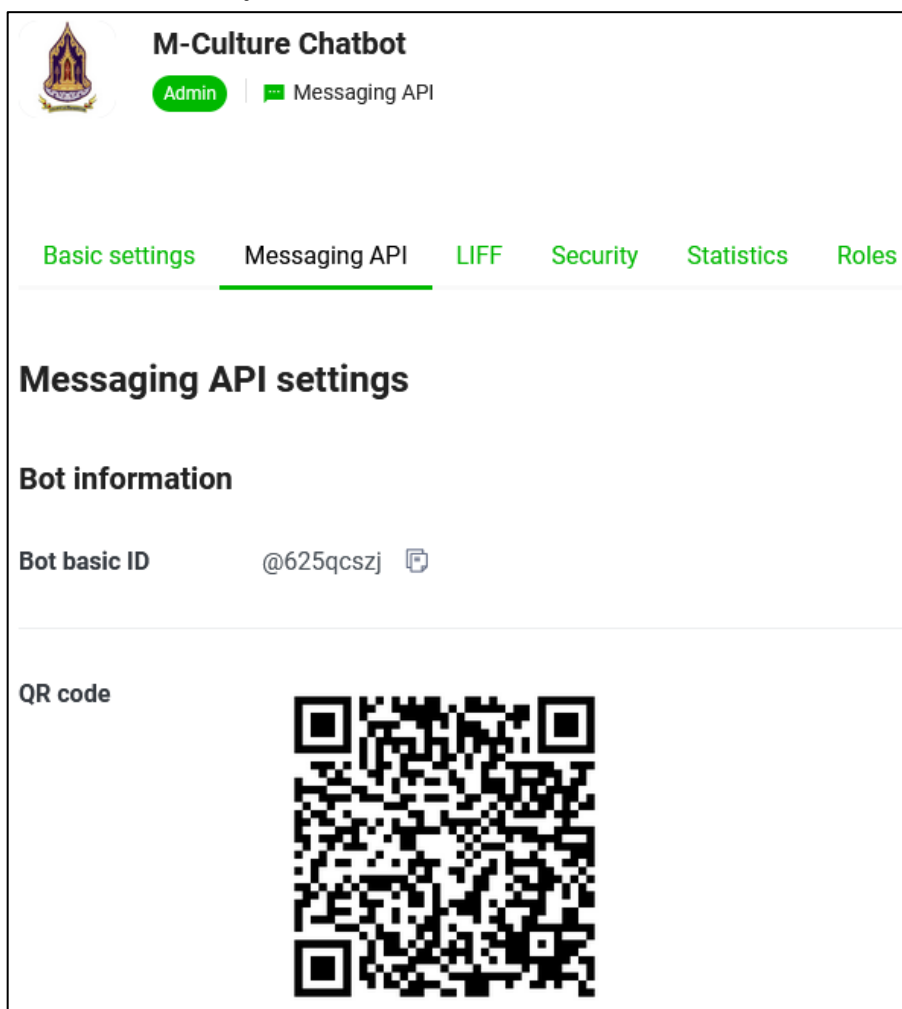 M-Culture Chatbot
Admin Messaging API
Basic settings Messaging API LIFF Security Statistics Roles
Messaging API settings
Bot information
Bot basic ID @625qcszj
QR code